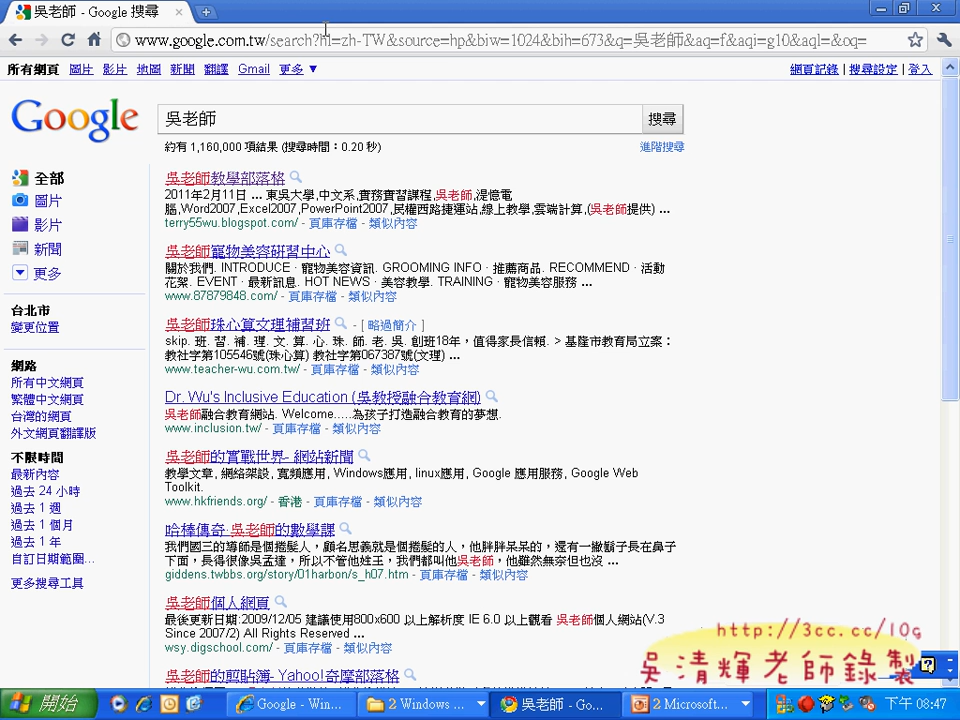 吳老師 - Google 搜尋
www.google.com.tw/search?hl=zh-TW&source=hp&biw=1024&bih=673&q=吳老師&aq=f&aqi=g10&aql=&oq=
所有網頁 圖片 影片 地圖 新聞 翻譯 Gmail 更多 ▼ 網頁記錄 | 搜尋設定 | 登入
Google 吳老師 搜尋
約有 1,160,000 項結果 (搜尋時間：0.20 秒) 進階搜尋
全部
圖片
影片
新聞
更多
台北市
變更位置
網路
所有中文網頁
繁體中文網頁
台灣的網頁
外文網頁翻譯版
不限時間
最新內容
過去 24 小時
過去 1 週
過去 1 個月
過去 1 年
自訂日期範圍...
更多搜尋工具
吳老師教學部落格
2011年2月11日 ... 東吳大學,中文系,實務實習課程,吳老師,混憶電
腦,Word2007,Excel2007,PowerPoint2007,民權西路捷運站,線上教學,雲端計算,(吳老師提供) ...
terry55wu.blogspot.com/ - 頁庫存檔 - 類似內容
吳老師寵物美容研習中心
關於我們. INTRODUCE · 寵物美容資訊. GROOMING INFO · 推薦商品. RECOMMEND · 活動
花絮. EVENT · 最新訊息. HOT NEWS · 美容教學. TRAINING · 寵物美容服務 ...
www.87879848.com/ - 頁庫存檔 - 類似內容
吳老師珠心算文理補習班 - [ 略過簡介 ]
skip. 班. 習. 補. 理. 文. 算. 心. 珠. 師. 老. 吳. 創班18年，值得家長信賴. > 基隆市教育局立案：
教社字第105546號(珠心算) 教社字第067387號(文理) ...
www.teacher-wu.com.tw/ - 頁庫存檔 - 類似內容
Dr. Wu's Inclusive Education (吳教授融合教育網)
吳老師融合教育網站. Welcome.....為孩子打造融合教育的夢想.
www.inclusion.tw/ - 頁庫存檔 - 類似內容
吳老師的實戰世界- 網站新聞
教學文章, 網絡架設, 寬頻應用, Windows應用, linux應用, Google 應用服務, Google Web
Toolkit.
www.hkfriends.org/ - 香港 - 頁庫存檔 - 類似內容
哈棒傳奇·吳老師的數學課
我們國三的導師是個捲髮人，顧名思義就是個捲髮的人，他胖胖呆呆的，還有一撇鬍子長在鼻子
下面，長得很像吳孟達，所以不管他姓王，我們都叫他吳老師，他雖然無奈但也沒 ...
giddens.twbbs.org/story/01harbon/s_h07.htm - 頁庫存檔 - 類似內容
吳老師個人網頁
最後更新日期:2009/12/05 建議使用800x600 以上解析度 IE 6.0 以上觀看 吳老師個人網站(V.3
Since 2007/2) All Rights Reserved ...
wsy.digschool.com/ - 頁庫存檔 - 類似內容
吳老師的剪貼簿- Yahoo!奇摩部落格
http://3cc.cc/10g
吳清輝老師錄製
開始 Google - Win... 2 Windows ... 吳老師 - Go... 2 Microsoft... 下午 08:47